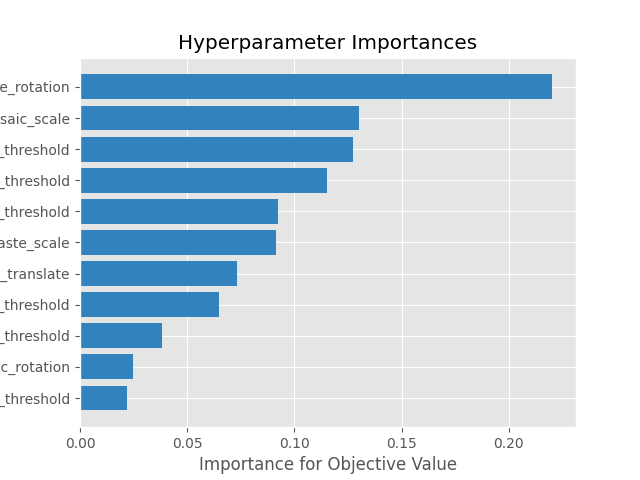 Hyperparameter Importances
e_rotation
saic_scale
_threshold
_threshold
_threshold
aste_scale
_translate
_threshold
_threshold
c_rotation
_threshold
0.00 0.05 0.10 0.15 0.20
Importance for Objective Value